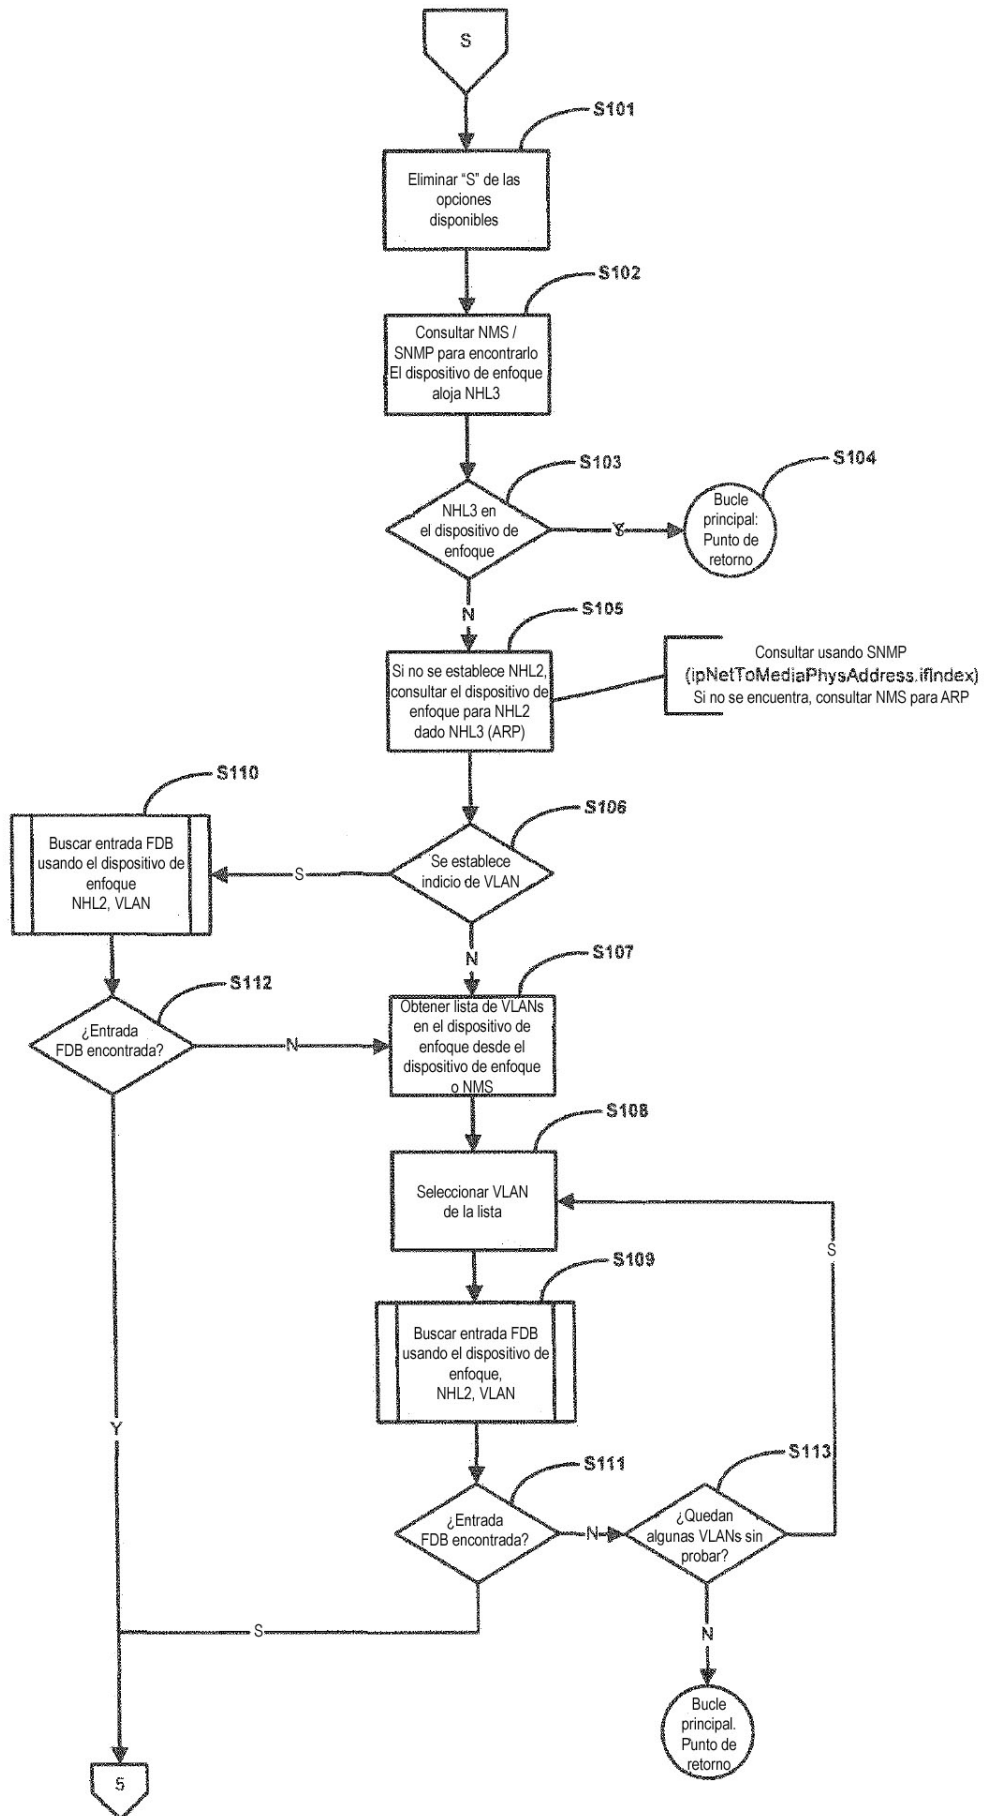 S
S101
Eliminar “S” de las
opciones
disponibles
S102
Consultar NMS /
SNMP para encontrarlo
El dispositivo de enfoque
aloja NHL3
S103
NHL3 en
el dispositivo de
enfoque
S104
Bucle
principal:
Punto de
retorno
N
S105
Si no se establece NHL2,
consultar el dispositivo de
enfoque para NHL2
dado NHL3 (ARP)
Consultar usando SNMP
(ipNetToMediaPhysAddress.ifIndex)
Si no se encuentra, consultar NMS para ARP
S106
Se establece
indicio de VLAN
S
S110
Buscar entrada FDB
usando el dispositivo de
enfoque
NHL2, VLAN
N
S107
Obtener lista de VLANs
en el dispositivo de
enfoque desde el
dispositivo de enfoque
o NMS
S112
¿Entrada
FDB encontrada?
N
S108
Seleccionar VLAN
de la lista
S
S109
Buscar entrada FDB
usando el dispositivo de
enfoque,
NHL2, VLAN
Y
S111
¿Entrada
FDB encontrada?
N
S113
¿Quedan
algunas VLANs sin
probar?
S
N
Bucle
principal.
Punto de
retorno
5